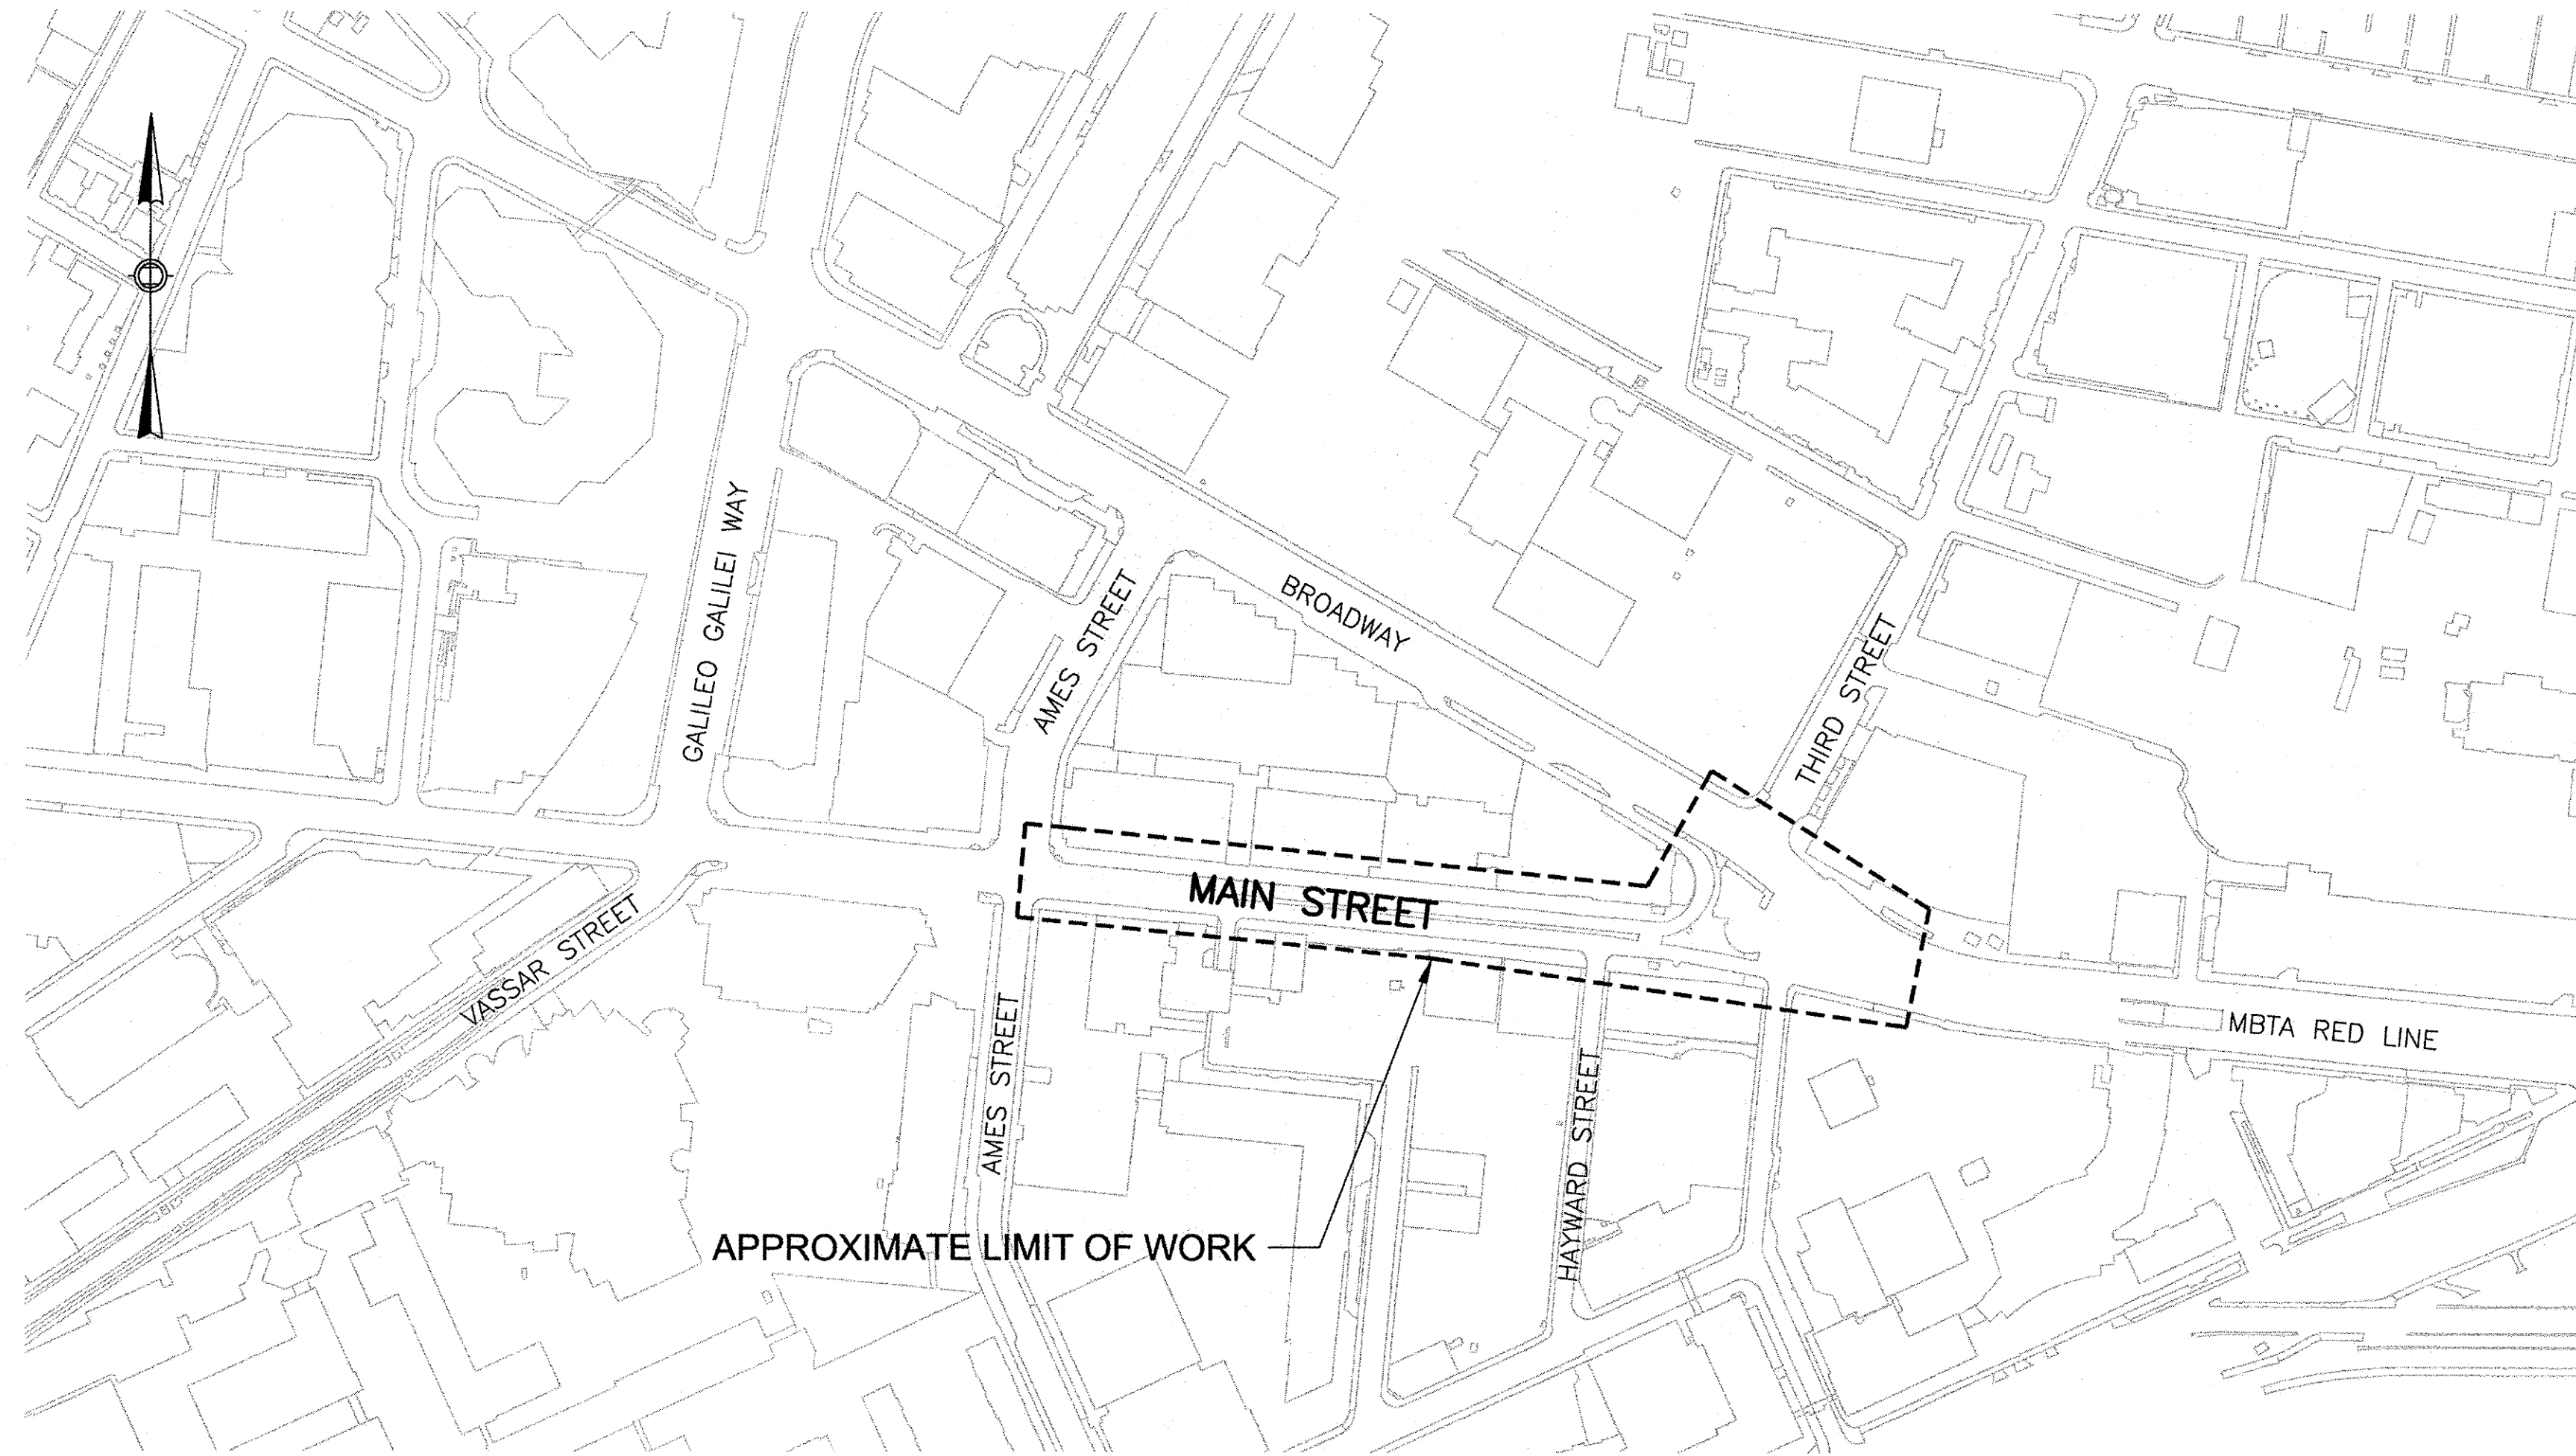 GALILEO GALILEI WAY
AMES STREET
BROADWAY
THIRD STREET
MAIN STREET
VASSAR STREET
AMES STREET
HAYWARD STREET
MBTA RED LINE
APPROXIMATE LIMIT OF WORK